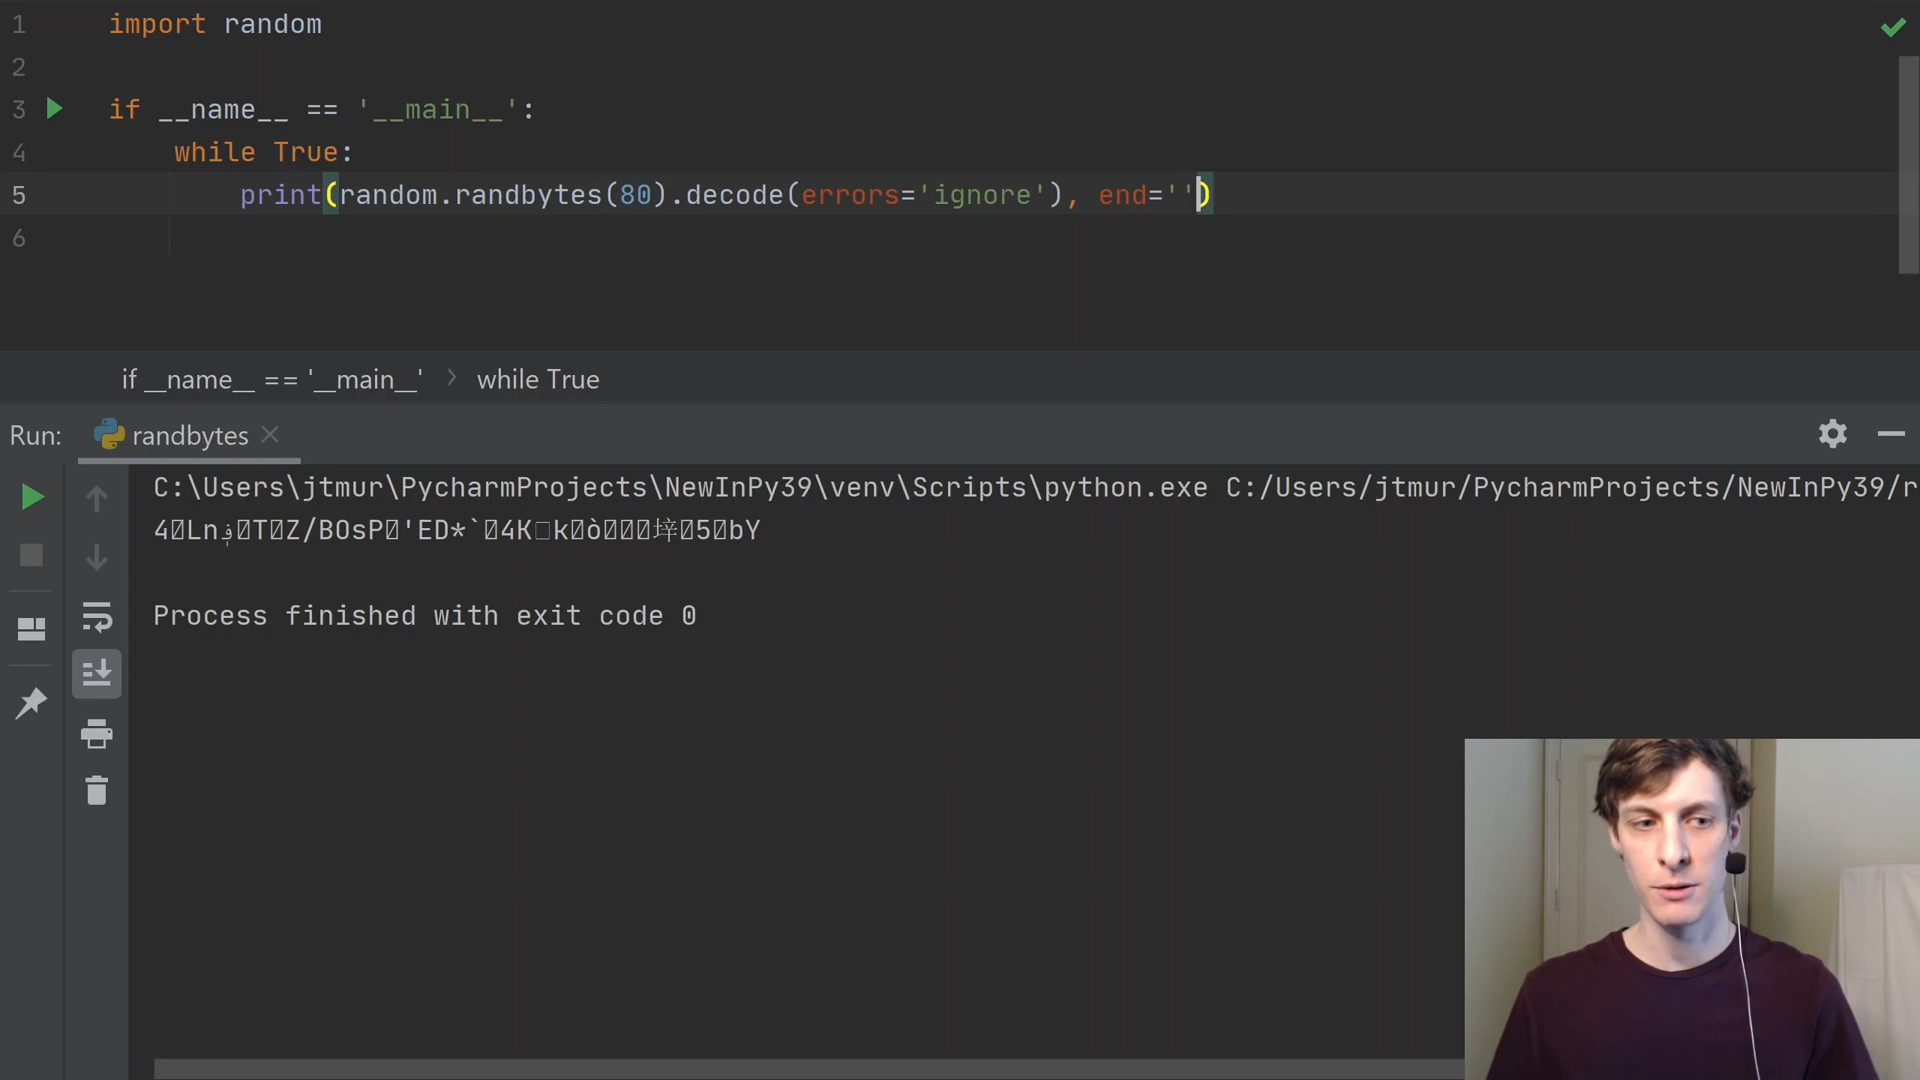 1 import random
2
3 if __name__ == '__main__':
4 while True:
5 print(random.randbytes(80).decode(errors='ignore'), end='')
6
if __name__ == '__main__' while True
Run: randbytes
C:\Users\jtmur\PycharmProjects\NewInPy39\venv\Scripts\python.exe C:/Users/jtmur/PycharmProjects/NewInPy39/r
Process finished with exit code 0